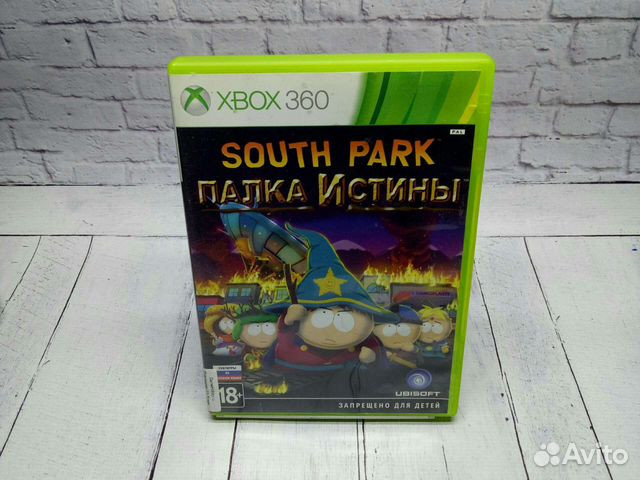 XBOX 360
PAL
SOUTH PARK
ПАЛКА ИСТИНЫ
18+
UBISOFT
ЗАПРЕЩЕНО ДЛЯ ДЕТЕЙ
Avito